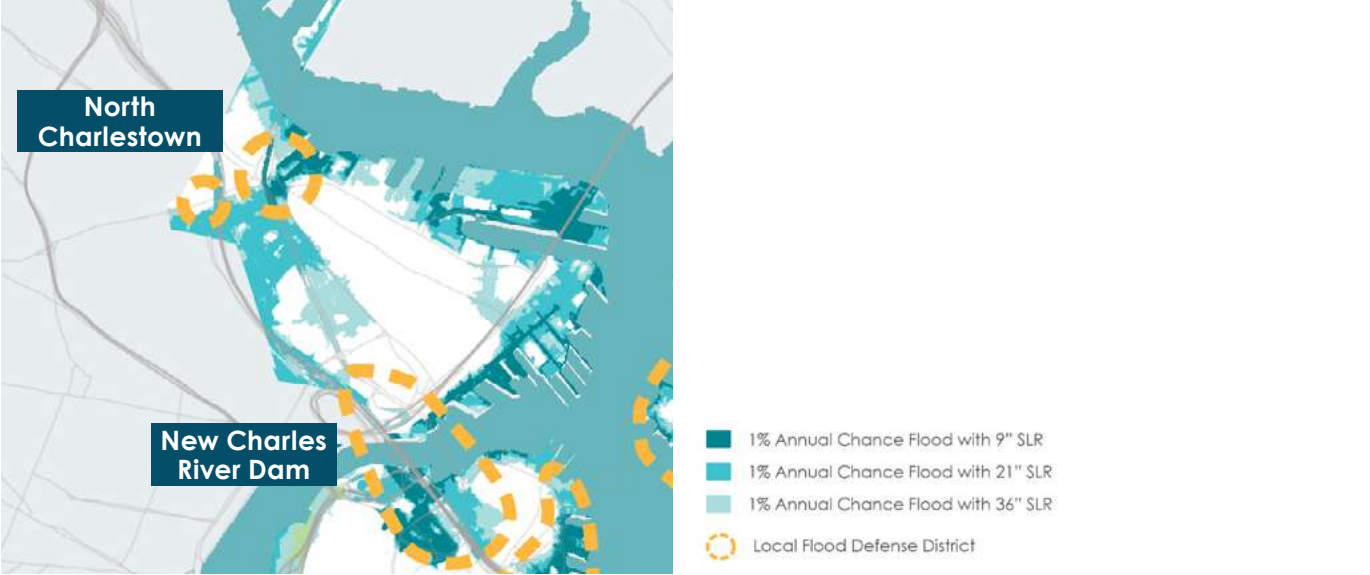 North
Charlestown
New Charles
River Dam
1% Annual Chance Flood with 9" SLR
1% Annual Chance Flood with 21" SLR
1% Annual Chance Flood with 36" SLR
Local Flood Defense District